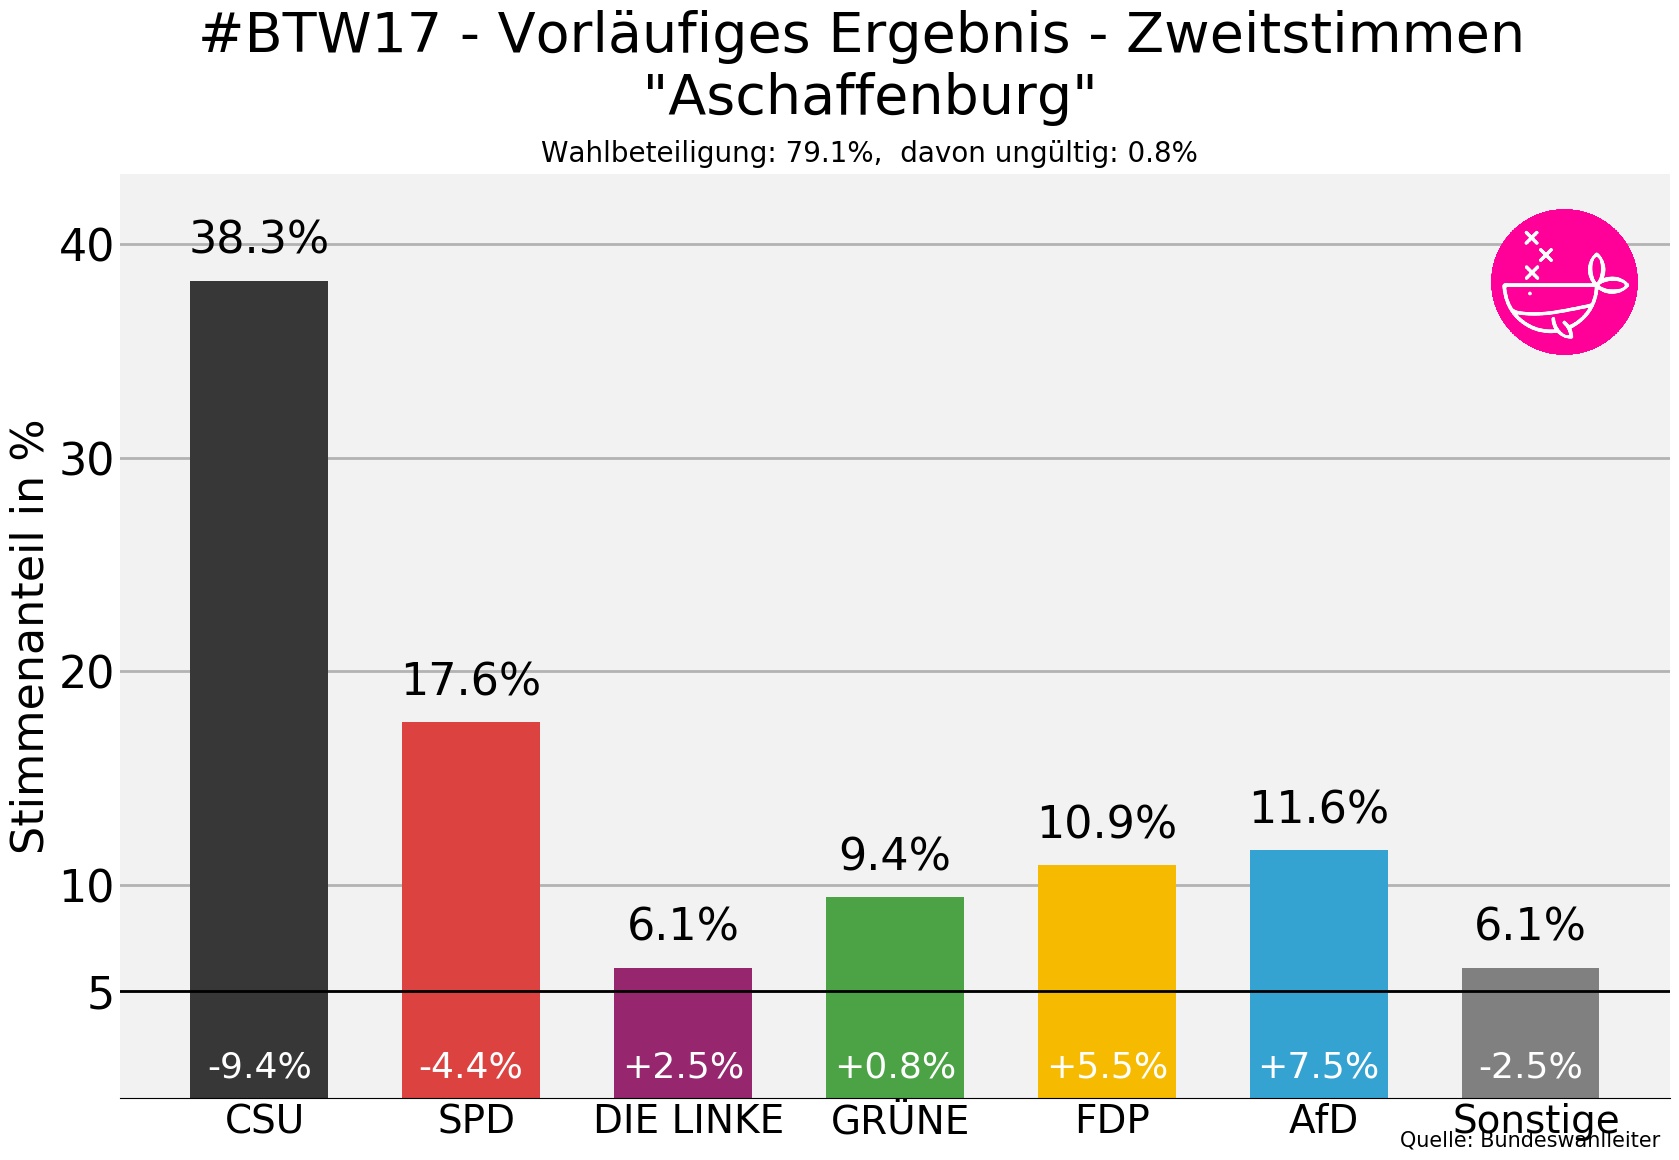 #BTW17 - Vorläufiges Ergebnis - Zweitstimmen
"Aschaffenburg"
Wahlbeteiligung: 79.1%,  davon ungültig: 0.8%
Stimmenanteil in %
40
30
20
10
5
38.3%
17.6%
6.1%
9.4%
10.9%
11.6%
6.1%
-9.4%
-4.4%
+2.5%
+0.8%
+5.5%
+7.5%
-2.5%
CSU
SPD
DIE LINKE
GRÜNE
FDP
AfD
Sonstige
Quelle: Bundeswahlleiter